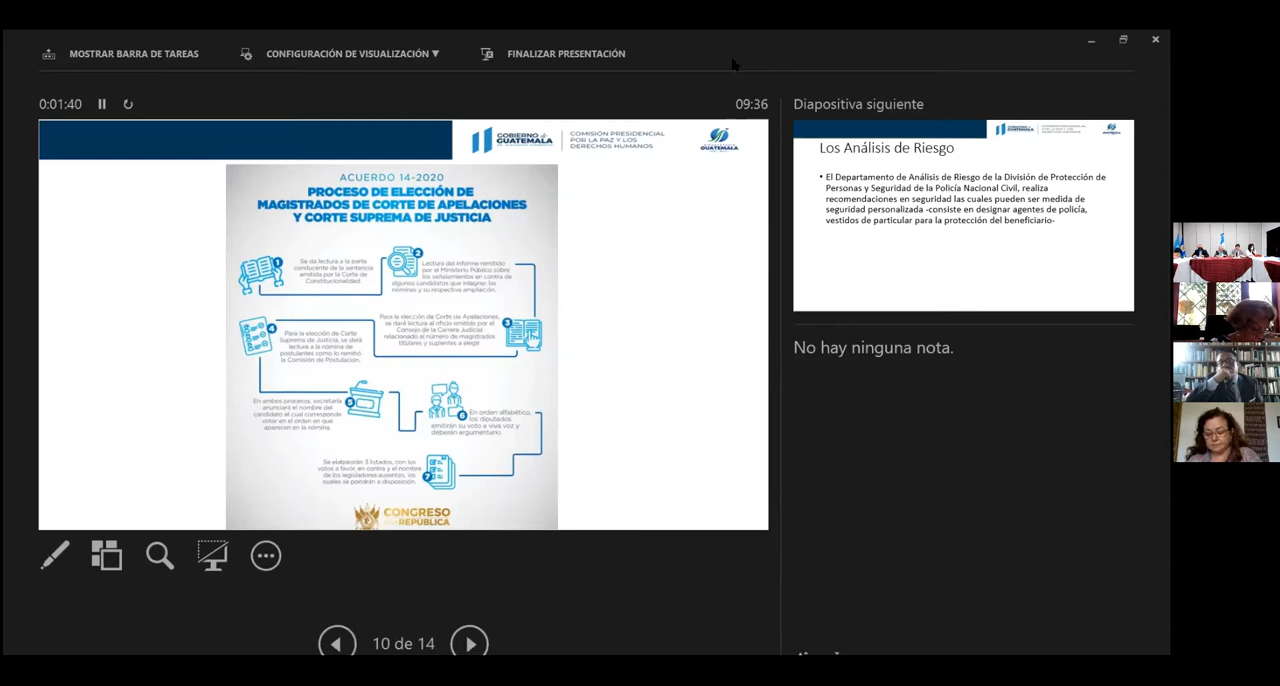 MOSTRAR BARRA DE TAREAS
CONFIGURACIÓN DE VISUALIZACIÓN ▼
FINALIZAR PRESENTACIÓN
0:01:40
09:36
GOBIERNO de
GUATEMALA
COMISIÓN PRESIDENCIAL
POR LA PAZ Y LOS
DERECHOS HUMANOS
GUATEMALA
ACUERDO 14-2020
PROCESO DE ELECCIÓN DE
MAGISTRADOS DE CORTE DE APELACIONES
Y CORTE SUPREMA DE JUSTICIA
1
Se da lectura a la parte
conducente de la sentencia
emitida por la Corte de
Constitucionalidad.
2
Lectura del informe remitido
por el Ministerio Público sobre
los señalamientos en contra de
algunos candidatos que integran las
nóminas y su respectiva ampliación.
Para la elección de Corte de Apelaciones,
se dará lectura al oficio emitido por el
Consejo de la Carrera Judicial
relacionado al número de magistrados
titulares y suplentes a elegir
3
4
Para la elección de Corte
Suprema de Justicia, se dará
lectura a la nómina de
postulantes como lo remitió
la Comisión de Postulación.
En ambos procesos, secretaría
anunciará el nombre del
candidato el cual corresponde
votar en el orden en que
aparecen en la nómina.
5
6
En orden alfabético,
los diputados
emitirán su voto a viva voz y
deberán argumentarlo.
Se elaborarán 3 listados, con los
votos a favor, en contra y el nombre
de los legisladores ausentes, los
cuales se pondrán a disposición.
7
CONGRESO
REPÚBLICA
10 de 14
Diapositiva siguiente
Los Análisis de Riesgo
• El Departamento de Análisis de Riesgo de la División de Protección de
Personas y Seguridad de la Policía Nacional Civil, realiza
recomendaciones en seguridad las cuales pueden ser medida de
seguridad personalizada -consiste en designar agentes de policía,
vestidos de particular para la protección del beneficiario-
No hay ninguna nota.